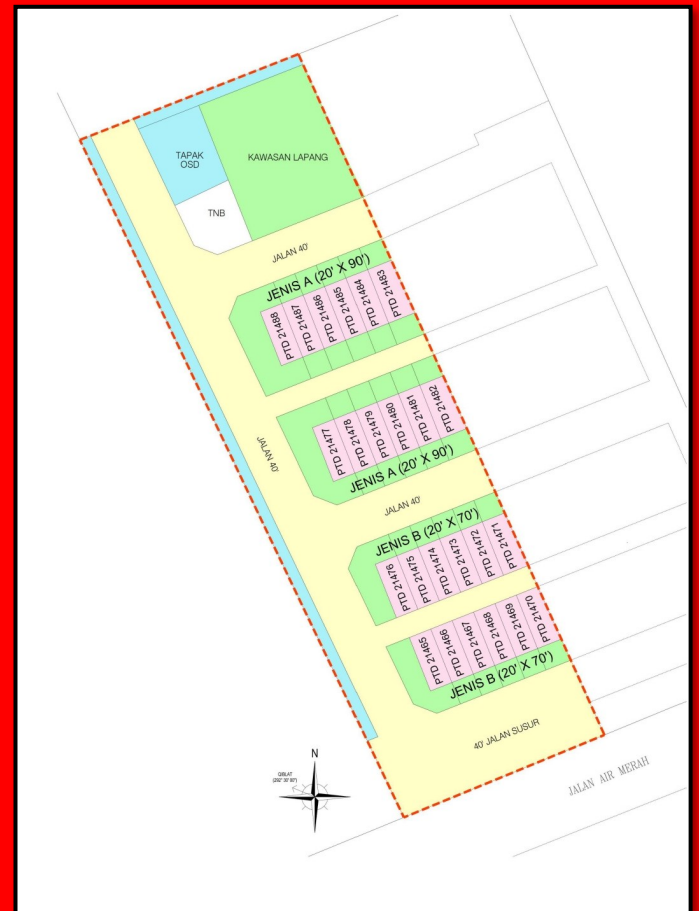 TAPAK
OSD
KAWASAN LAPANG
TNB
JALAN 40'
JENIS A (20' X 90')
PTD 21488
PTD 21487
PTD 21486
PTD 21485
PTD 21484
PTD 21483
JALAN 40'
PTD 21477
PTD 21478
PTD 21479
PTD 21480
PTD 21481
PTD 21482
JENIS A (20' X 90')
JALAN 40'
JENIS B (20' X 70')
PTD 21476
PTD 21475
PTD 21474
PTD 21473
PTD 21472
PTD 21471
PTD 21465
PTD 21466
PTD 21467
PTD 21468
PTD 21469
PTD 21470
JENIS B (20' X 70')
40' JALAN SUSUR
JALAN AIR MERAH
N
QIBLAT